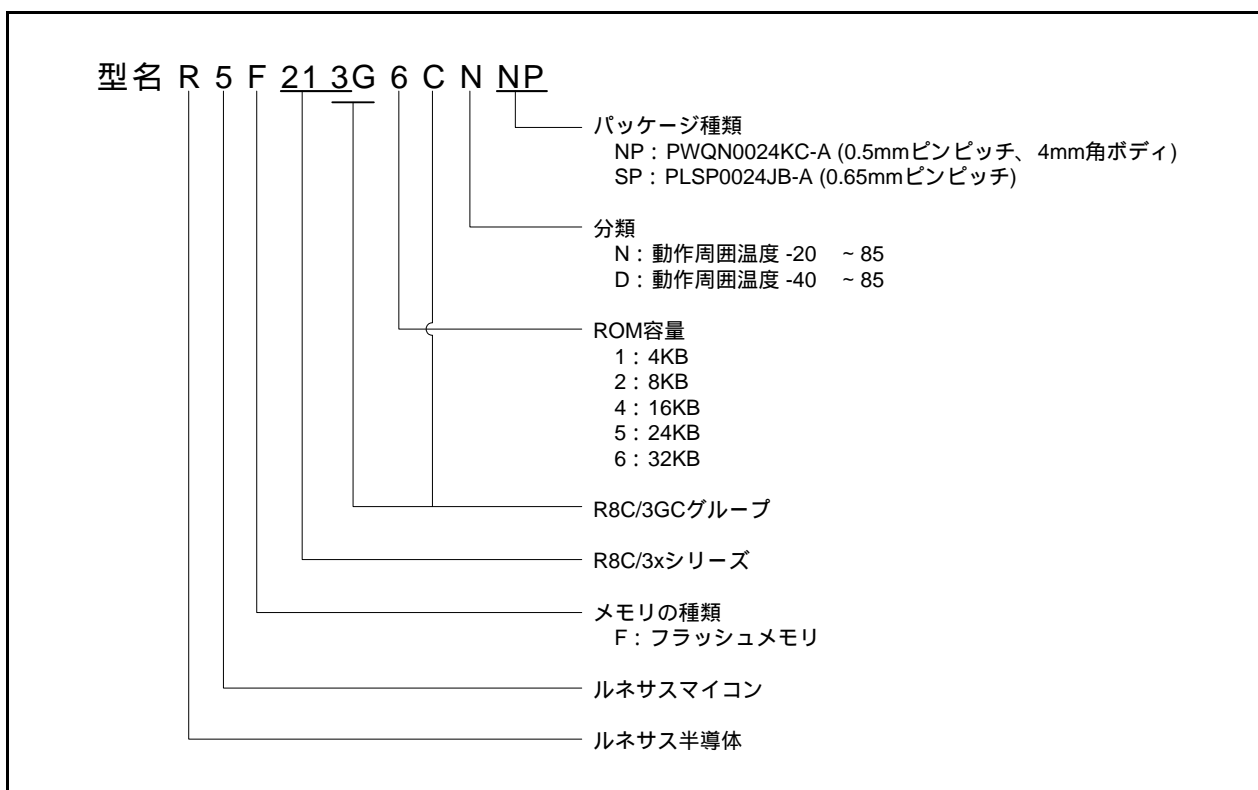 型名 R 5 F 21 3G 6 C N NP
パッケージ種類
NP : PWQN0024KC-A (0.5mmピンピッチ、4mm角ボディ)
SP : PLSP0024JB-A (0.65mmピンピッチ)
分類
N : 動作周囲温度 -20 ~ 85
D : 動作周囲温度 -40 ~ 85
ROM容量
1 : 4KB
2 : 8KB
4 : 16KB
5 : 24KB
6 : 32KB
R8C/3GCグループ
R8C/3xシリーズ
メモリの種類
F : フラッシュメモリ
ルネサスマイコン
ルネサス半導体